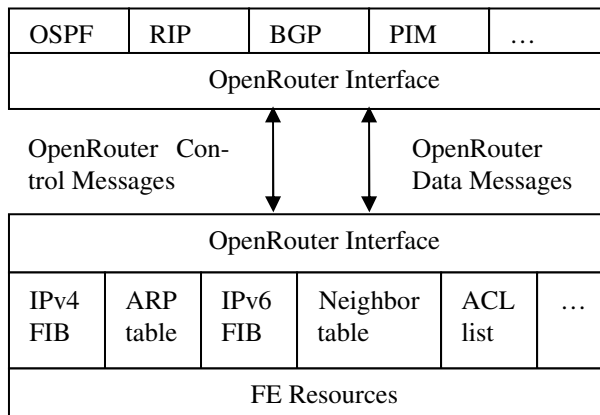 OSPF RIP BGP PIM …
OpenRouter Interface
OpenRouter Con-
trol Messages
OpenRouter
Data Messages
OpenRouter Interface
IPv4 FIB
ARP table
IPv6 FIB
Neighbor table
ACL list
…
FE Resources